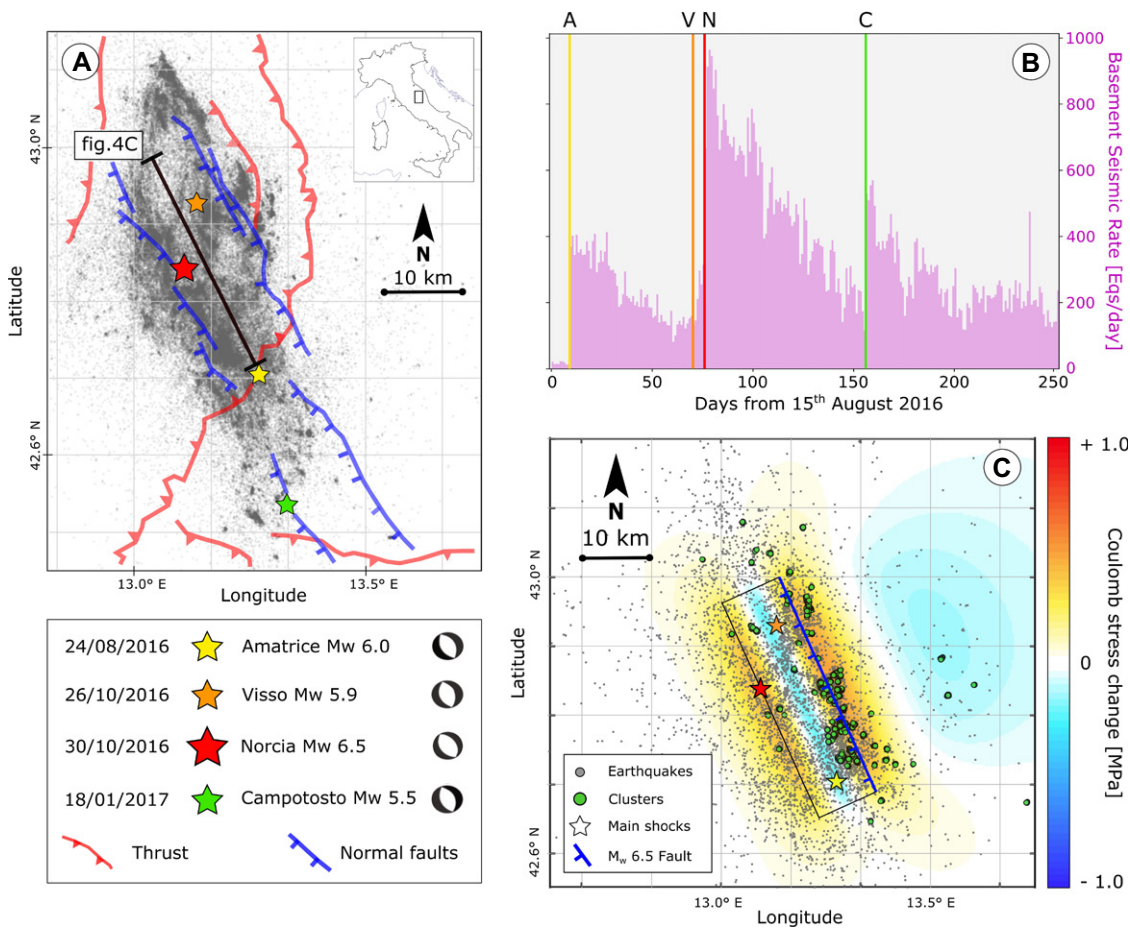 A
fig.4C
43.0° N
42.6° N
Latitude
N
10 km
13.0° E
13.5° E
Longitude
A V N C
B
1000
800
600
400
200
0
Basement Seismic Rate [Eqs/day]
0 50 100 150 200 250
Days from 15th August 2016
24/08/2016 Amatrice Mw 6.0
26/10/2016 Visso Mw 5.9
30/10/2016 Norcia Mw 6.5
18/01/2017 Campotosto Mw 5.5
Thrust
Normal faults
C
N
10 km
43.0° N
42.6° N
Latitude
Earthquakes
Clusters
Main shocks
Mw 6.5 Fault
13.0° E
13.5° E
Longitude
+ 1.0
0
- 1.0
Coulomb stress change [MPa]